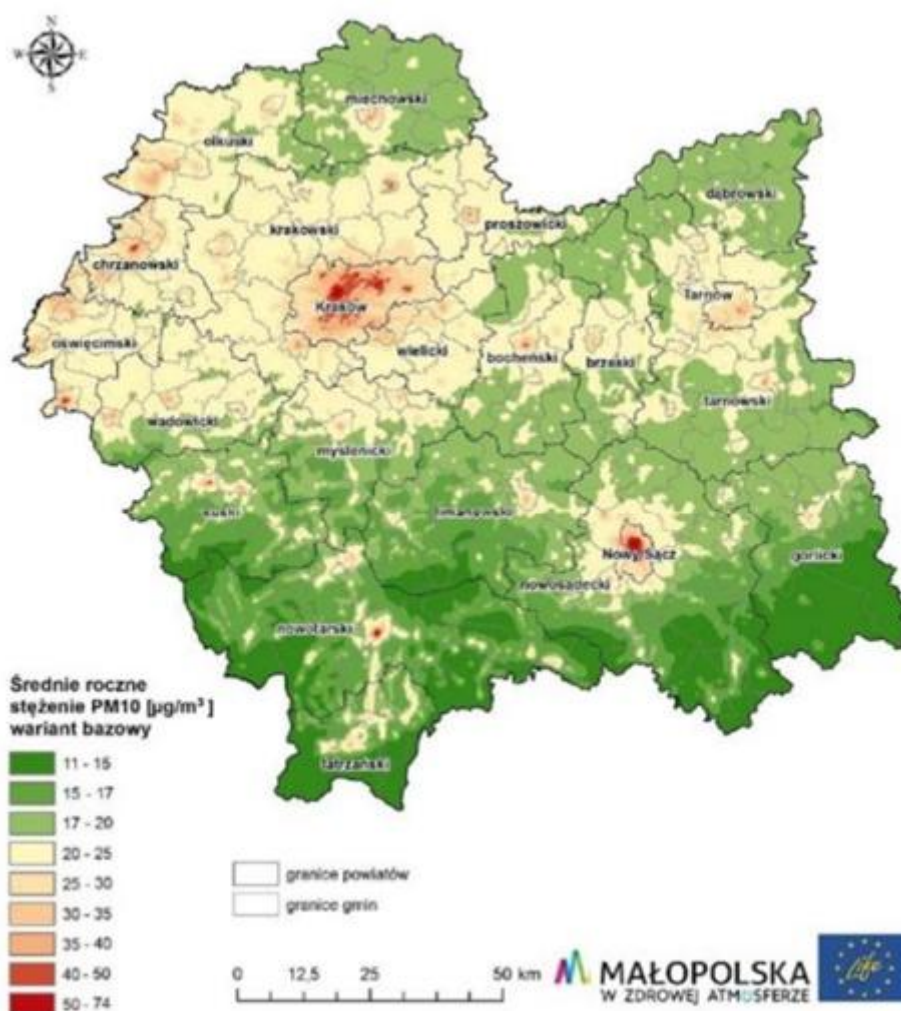 N
W E
S
miechowski
olkuski
dąbrowski
krakowski
proszowicki
chrzanowski
Tarnów
Kraków
oświęcimski
wielicki
bocheński
brzeski
wadowicki
tarnowski
myślenicki
suski
limanowski
Nowy Sącz
gorlicki
nowosądecki
nowotarski
tatrzański
Średnie roczne
stężenie PM10 [µg/m³]
wariant bazowy
11 - 15
15 - 17
17 - 20
20 - 25
25 - 30
30 - 35
35 - 40
40 - 50
50 - 74
granice powiatów
granice gmin
0 12,5 25 50 km
MAŁOPOLSKA
W ZDROWEJ ATMOSFERZE
Life